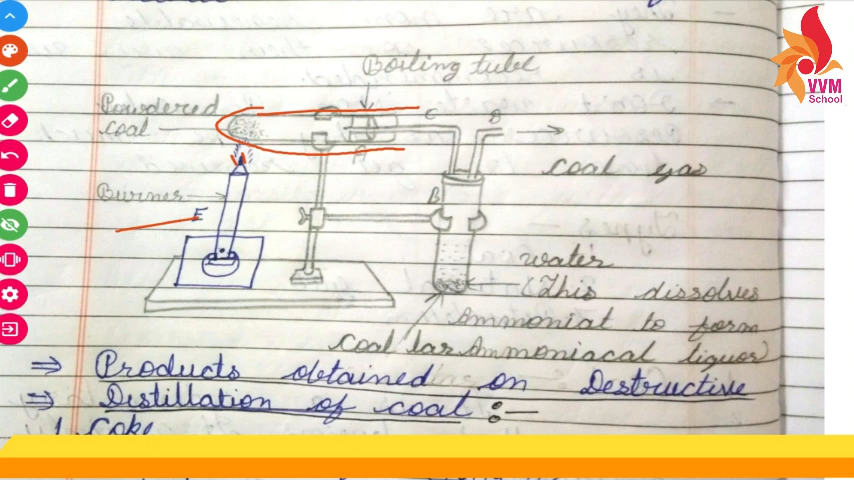 VVM
School
Boiling tube
Powdered
coal
C
D
A
coal gas
Burner
B
E
water
(This dissolves
Ammoniat to form
coal tar Ammoniacal liquor)
⇒ Products obtained on Destructive
⇒ Distillation of coal :—
1. Coke